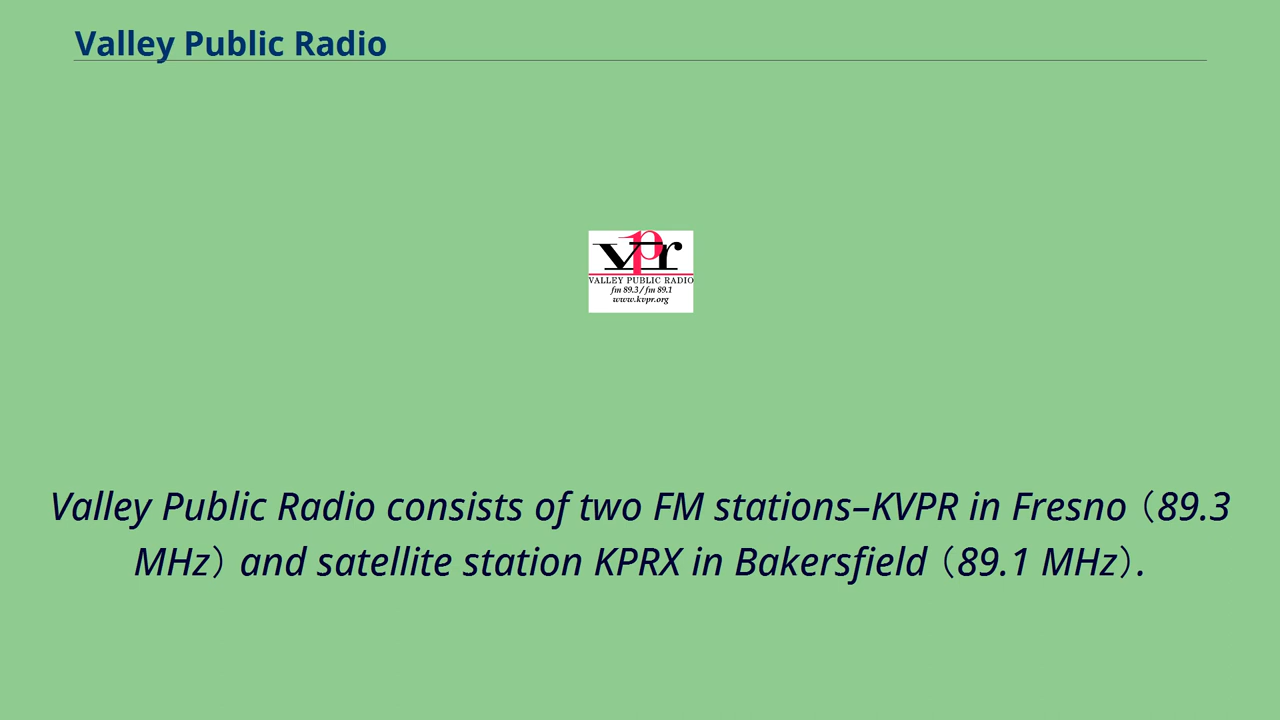 Valley Public Radio
vpr
VALLEY PUBLIC RADIO
fm 89.3 / fm 89.1
www.kvpr.org
Valley Public Radio consists of two FM stations–KVPR in Fresno（89.3
MHz）and satellite station KPRX in Bakersfield（89.1 MHz）.